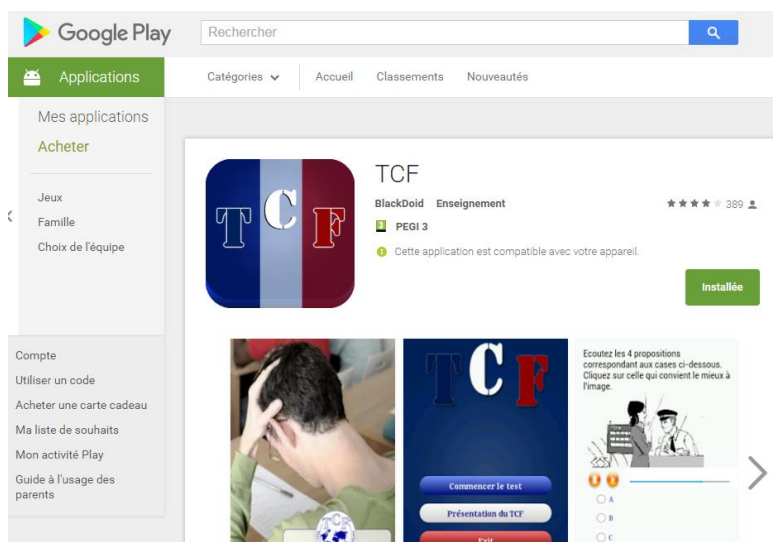 Google Play
Rechercher
Applications
Catégories
Accueil
Classements
Nouveautés
Mes applications
Acheter
Jeux
Famille
Choix de l'équipe
Compte
Utiliser un code
Acheter une carte cadeau
Ma liste de souhaits
Mon activité Play
Guide à l'usage des
parents
TCF
TCF
BlackDoid Enseignement
389
3 PEGI 3
Cette application est compatible avec votre appareil.
Installée
TCF
TCF
Commencer le test
Présentation du TCF
Exit
Ecoutez les 4 propositions
correspondant aux cases ci-dessous.
Cliquez sur celle qui convient le mieux à
l'image.
A
B
C